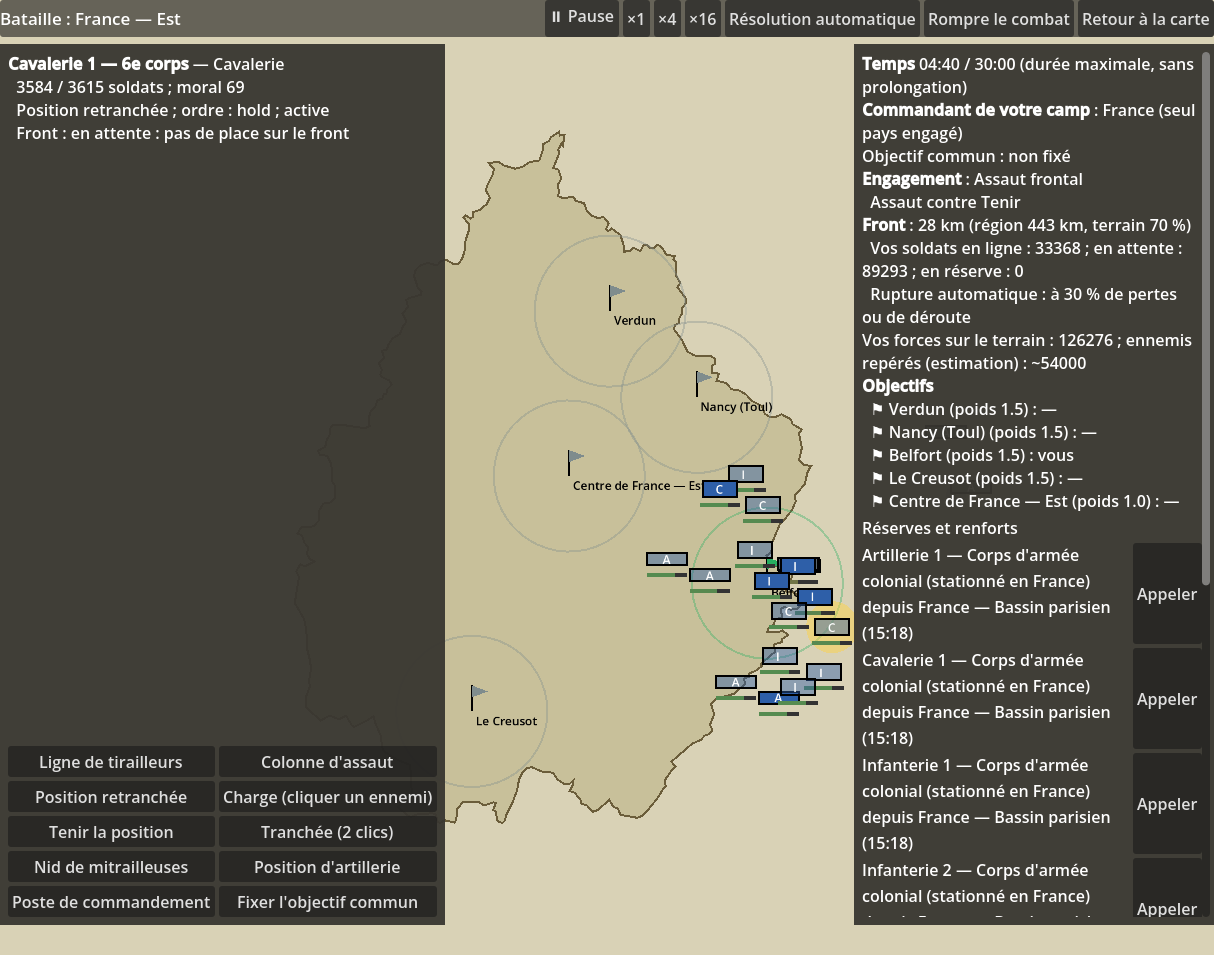 Bataille : France — Est
Pause
×1
×4
×16
Résolution automatique
Rompre le combat
Retour à la carte
Cavalerie 1 — 6e corps — Cavalerie
3584 / 3615 soldats ; moral 69
Position retranchée ; ordre : hold ; active
Front : en attente : pas de place sur le front
Ligne de tirailleurs
Colonne d'assaut
Position retranchée
Charge (cliquer un ennemi)
Tenir la position
Tranchée (2 clics)
Nid de mitrailleuses
Position d'artillerie
Poste de commandement
Fixer l'objectif commun
Verdun
Nancy (Toul)
Centre de France — Es
I
C
C
I
A
A
I
I
I
C
C
I
I
I
A
A
Le Creusot
Temps 04:40 / 30:00 (durée maximale, sans
prolongation)
Commandant de votre camp : France (seul
pays engagé)
Objectif commun : non fixé
Engagement : Assaut frontal
Assaut contre Tenir
Front : 28 km (région 443 km, terrain 70 %)
Vos soldats en ligne : 33368 ; en attente :
89293 ; en réserve : 0
Rupture automatique : à 30 % de pertes
ou de déroute
Vos forces sur le terrain : 126276 ; ennemis
repérés (estimation) : ~54000
Objectifs
⚑ Verdun (poids 1.5) : —
⚑ Nancy (Toul) (poids 1.5) : —
⚑ Belfort (poids 1.5) : vous
⚑ Le Creusot (poids 1.5) : —
⚑ Centre de France — Est (poids 1.0) : —
Réserves et renforts
Artillerie 1 — Corps d'armée
colonial (stationné en France)
depuis France — Bassin parisien
(15:18)
Appeler
Cavalerie 1 — Corps d'armée
colonial (stationné en France)
depuis France — Bassin parisien
(15:18)
Appeler
Infanterie 1 — Corps d'armée
colonial (stationné en France)
depuis France — Bassin parisien
(15:18)
Appeler
Infanterie 2 — Corps d'armée
colonial (stationné en France)
Appeler